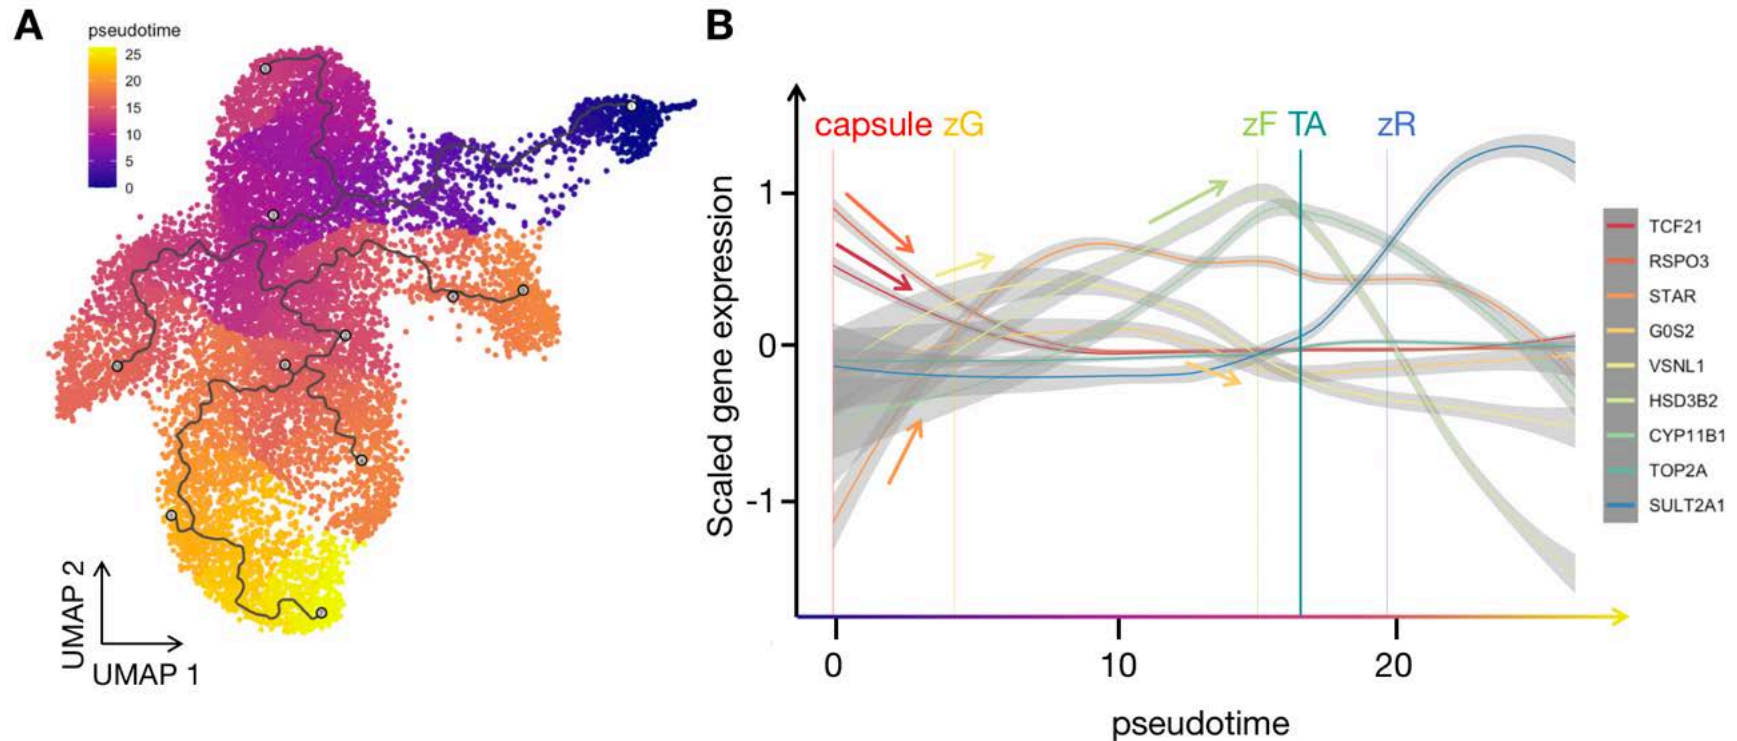 A
pseudotime
25
20
15
10
5
0
UMAP 2
UMAP 1
B
capsule zG zF TA zR
Scaled gene expression
1
0
-1
0 10 20
pseudotime
TCF21
RSPO3
STAR
G0S2
VSNL1
HSD3B2
CYP11B1
TOP2A
SULT2A1